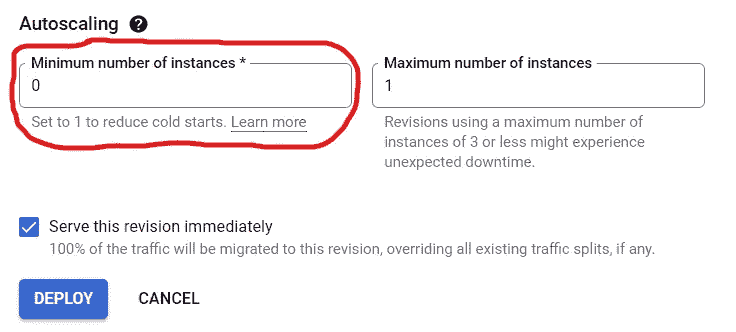 Autoscaling ?
Minimum number of instances *
0
Set to 1 to reduce cold starts. Learn more
Maximum number of instances
1
Revisions using a maximum number of
instances of 3 or less might experience
unexpected downtime.
Serve this revision immediately
100% of the traffic will be migrated to this revision, overriding all existing traffic splits, if any.
DEPLOY CANCEL